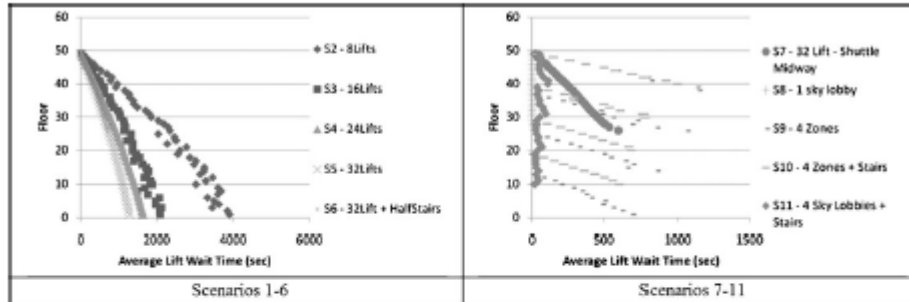 60
50
40
30
20
10
0
Floor
0
2000
4000
6000
Average Lift Wait Time (sec)
S2 - 8Lifts
S3 - 16Lifts
S4 - 24Lifts
S5 - 32Lifts
S6 - 32Lift + HalfStairs
Scenarios 1-6
60
50
40
30
20
10
0
Floor
0
500
1000
1500
Average Lift Wait Time (sec)
S7 - 32 Lift - Shuttle
Midway
S8 - 1 sky lobby
S9 - 4 Zones
S10 - 4 Zones + Stairs
S11 - 4 Sky Lobbies +
Stairs
Scenarios 7-11